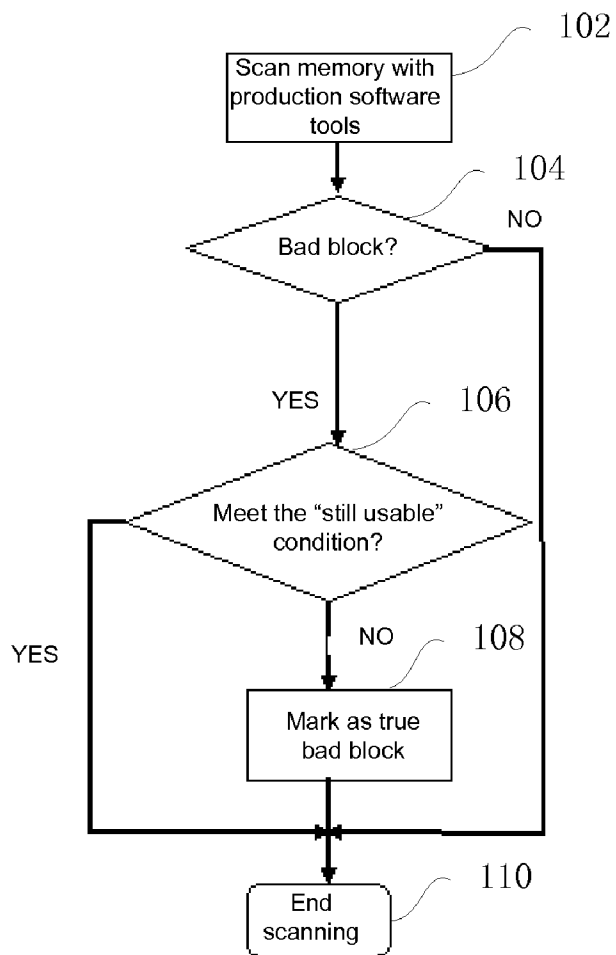 102
Scan memory with
production software
tools
104
NO
Bad block?
YES
106
Meet the “still usable”
condition?
YES
NO
108
Mark as true
bad block
110
End
scanning